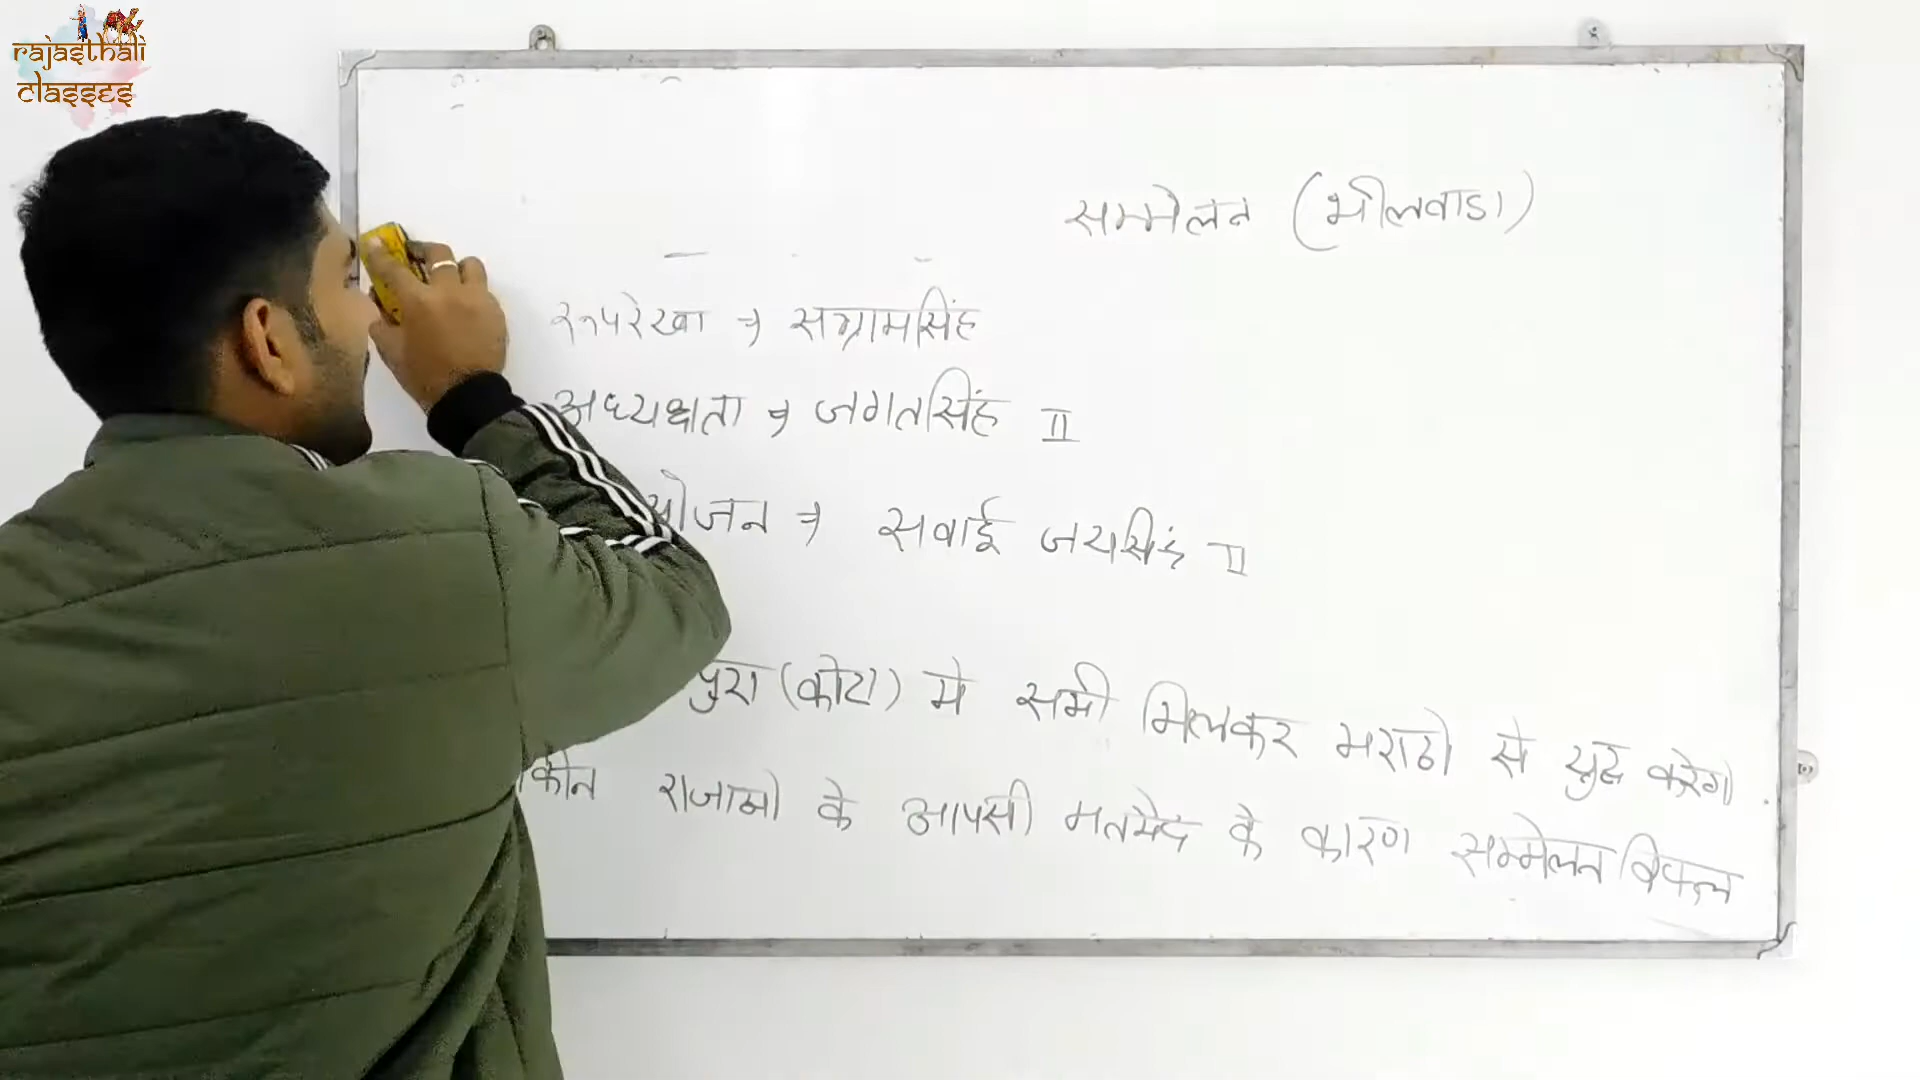 rajasthali
classes
सम्मेलन (भीलवाडा)
रूपरेखा → सग्रामसिंह
अध्यक्षता → जगतसिंह II
योजन → सवाई जयसिंह II
पुरा (कोटा) मे सभी मिलकर मराठो से युद्ध करेगे
किन राजाओ के आपसी मतभेद के कारण सम्मेलन विफल